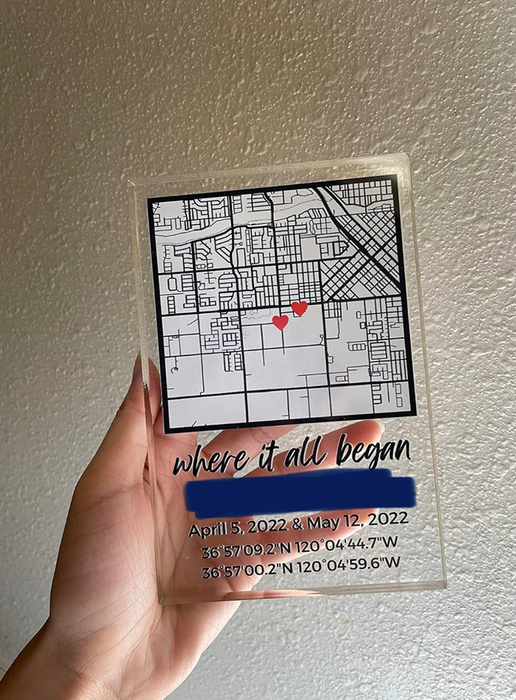 where it all began
April 5, 2022 & May 12, 2022
36°57'09.2"N 120°04'44.7"W
36°57'00.2"N 120°04'59.6"W